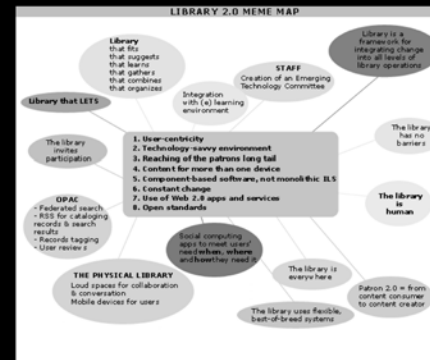 LIBRARY 2.0 MEME MAP
Library
that fits
that suggests
that learns
that gathers
that combines
that organizes
STAFF
Creation of an Emerging
Technology Committee
Library is a
framework for
integrating change
into all levels of
library operations
Library that LETS
Integration
with (e) learning
environment
The library
invites
participation
1. User-centricity
2. Technology-savvy environment
3. Reaching of the patrons long tail
4. Content for more than one device
5. Component-based software, not monolithic ILS
6. Constant change
7. Use of Web 2.0 apps and services
8. Open standards
The library
has no
barriers
The library
is human
OPAC
- Federated search
- RSS for cataloging
records & search
results
- Records tagging
- User reviews
Social computing
apps to meet users'
need when, where
and how they need it
THE PHYSICAL LIBRARY
Loud spaces for collaboration
& conversation
Mobile devices for users
The library is
everywhere
The library uses flexible,
best-of-breed systems
Patron 2.0 = from
content consumer
to content creator